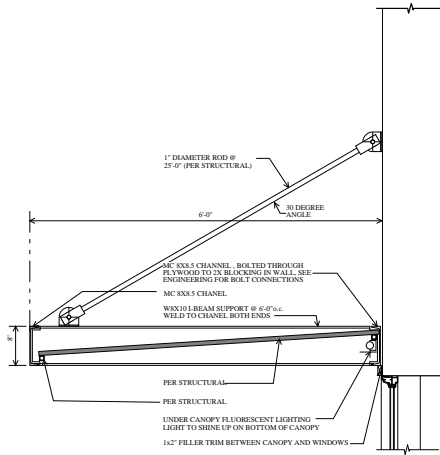 1" DIAMETER ROD @
25'-0" (PER STRUCTURAL)
6'-0"
30 DEGREE
ANGLE
MC 8X8.5 CHANNEL , BOLTED THROUGH
PLYWOOD TO 2X BLOCKING IN WALL, SEE
ENGINEERING FOR BOLT CONNECTIONS
MC 8X8.5 CHANEL
W8X10 I-BEAM SUPPORT @ 6'-0"o.c.
WELD TO CHANEL BOTH ENDS
8"
PER STRUCTURAL
PER STRUCTURAL
UNDER CANOPY FLUORESCENT LIGHTING
LIGHT TO SHINE UP ON BOTTOM OF CANOPY
1x2" FILLER TRIM BETWEEN CANOPY AND WINDOWS